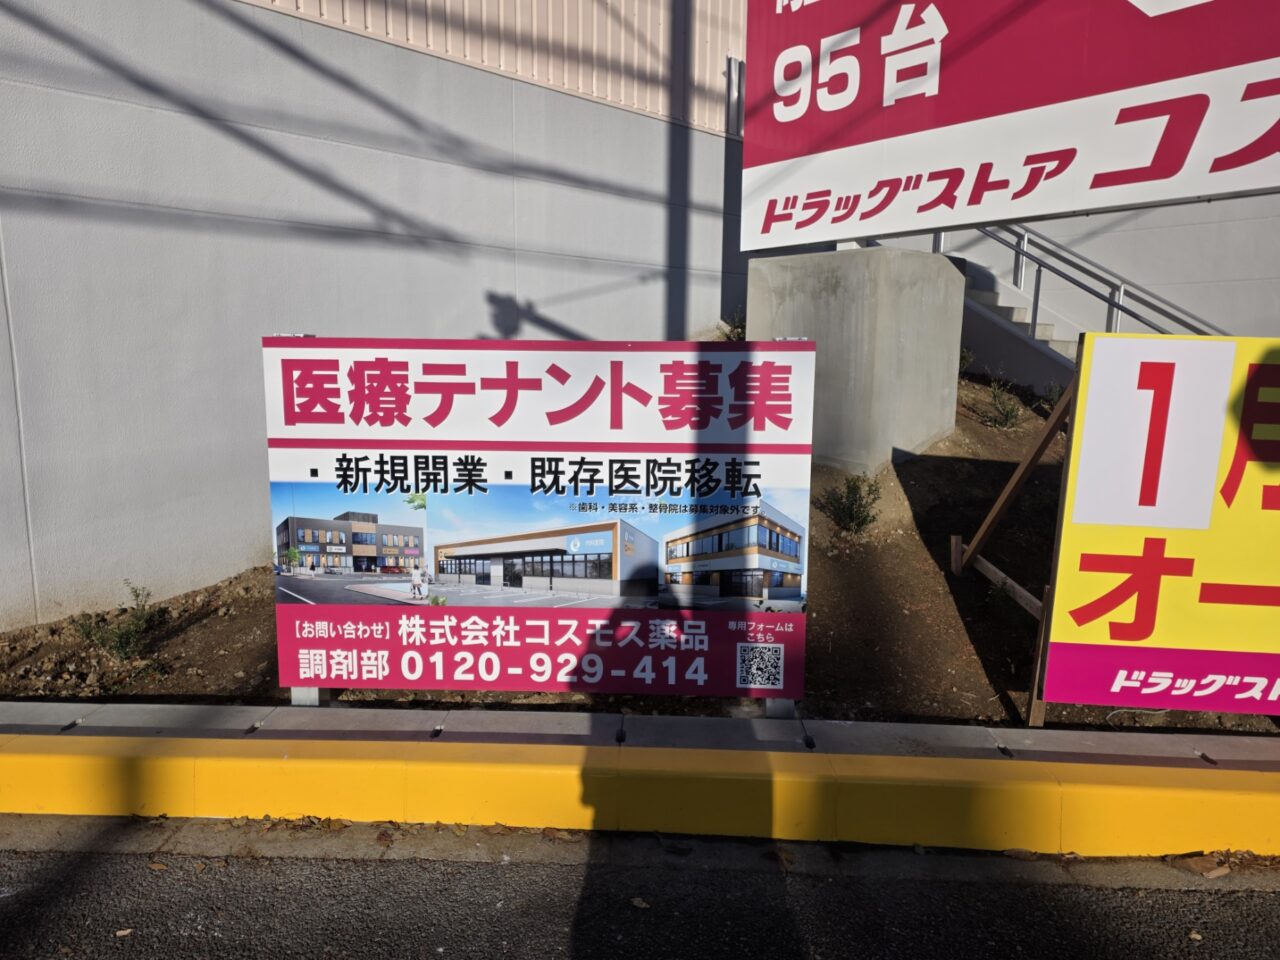 95台
ドラッグストア コス
医療テナント募集
・新規開業・既存医院移転
※歯科・美容系・整骨院は募集対象外です。
【お問い合わせ】株式会社コスモス薬品
調剤部 0120-929-414
専用フォームは
こちら
1月
オー
ドラッグスト